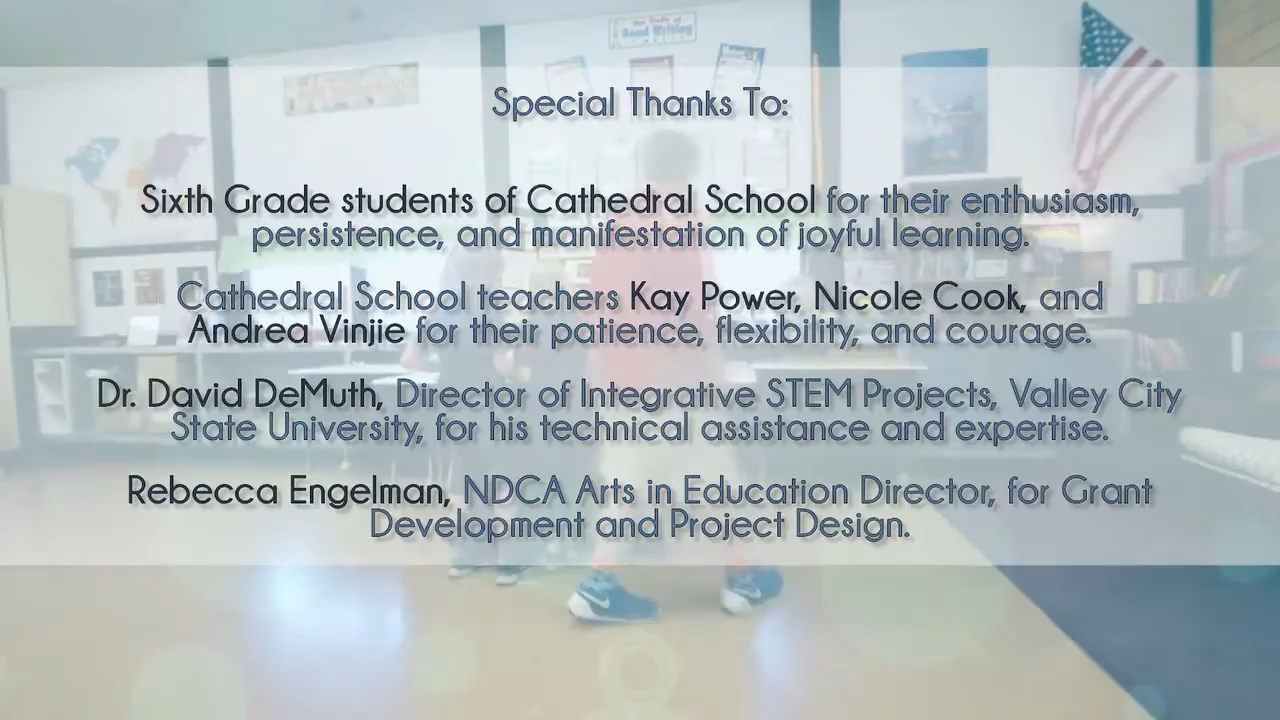 Good Writing
Special Thanks To:
Sixth Grade students of Cathedral School for their enthusiasm,
persistence, and manifestation of joyful learning.
Cathedral School teachers Kay Power, Nicole Cook, and
Andrea Vinjie for their patience, flexibility, and courage.
Dr. David DeMuth, Director of Integrative STEM Projects, Valley City
State University, for his technical assistance and expertise.
Rebecca Engelman, NDCA Arts in Education Director, for Grant
Development and Project Design.